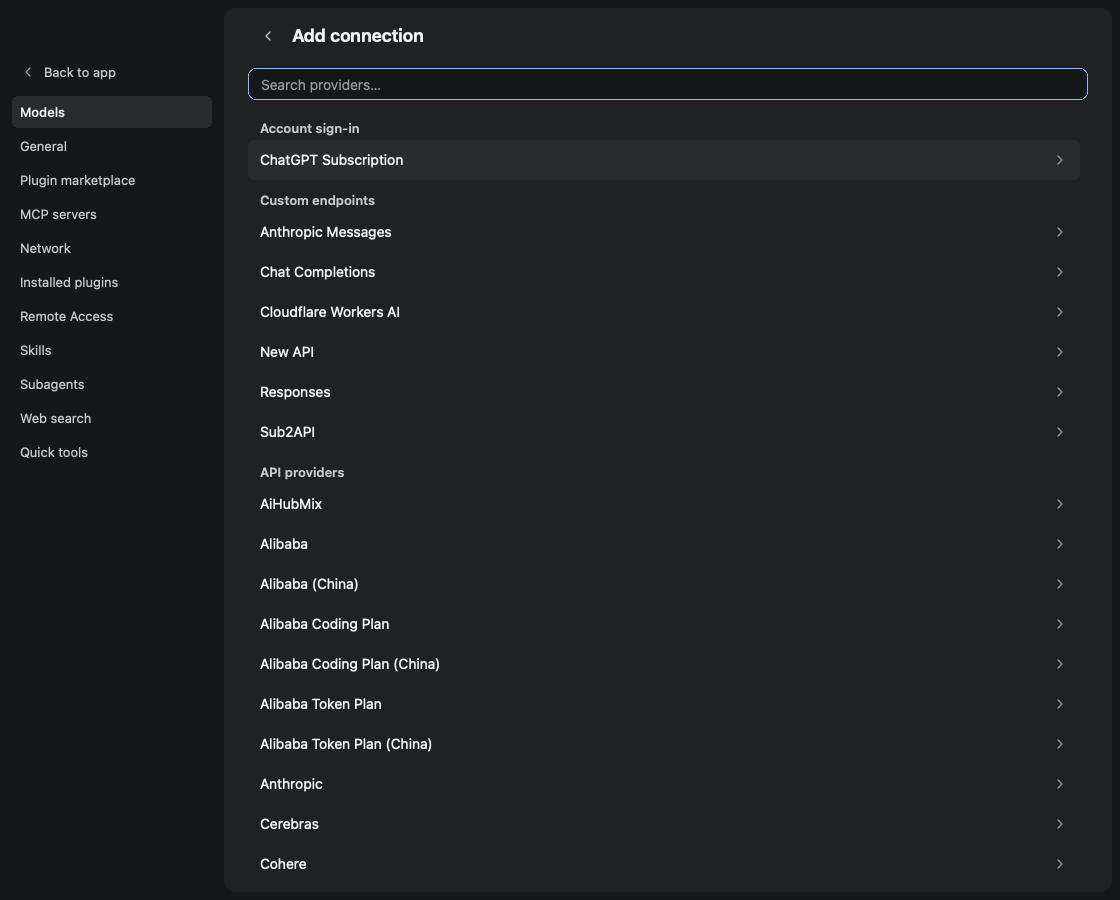 Add connection
Back to app
Search providers...
Models
General
Plugin marketplace
MCP servers
Network
Installed plugins
Remote Access
Skills
Subagents
Web search
Quick tools
Account sign-in
ChatGPT Subscription
Custom endpoints
Anthropic Messages
Chat Completions
Cloudflare Workers AI
New API
Responses
Sub2API
API providers
AiHubMix
Alibaba
Alibaba (China)
Alibaba Coding Plan
Alibaba Coding Plan (China)
Alibaba Token Plan
Alibaba Token Plan (China)
Anthropic
Cerebras
Cohere